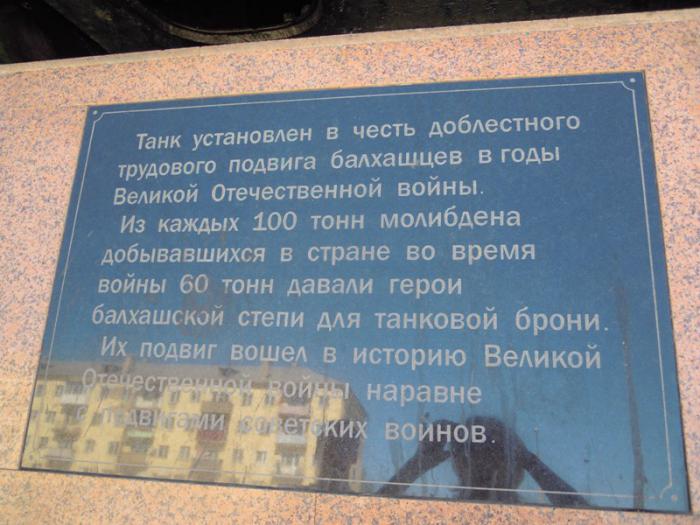 Танк установлен в честь доблестного
трудового подвига балхашцев в годы
Великой Отечественной войны.
Из каждых 100 тонн молибдена
добывавшихся в стране во время
войны 60 тонн давали герои
балхашской степи для танковой брони.
Их подвиг вошел в историю Великой
Отечественной войны наравне
с подвигами советских воинов.